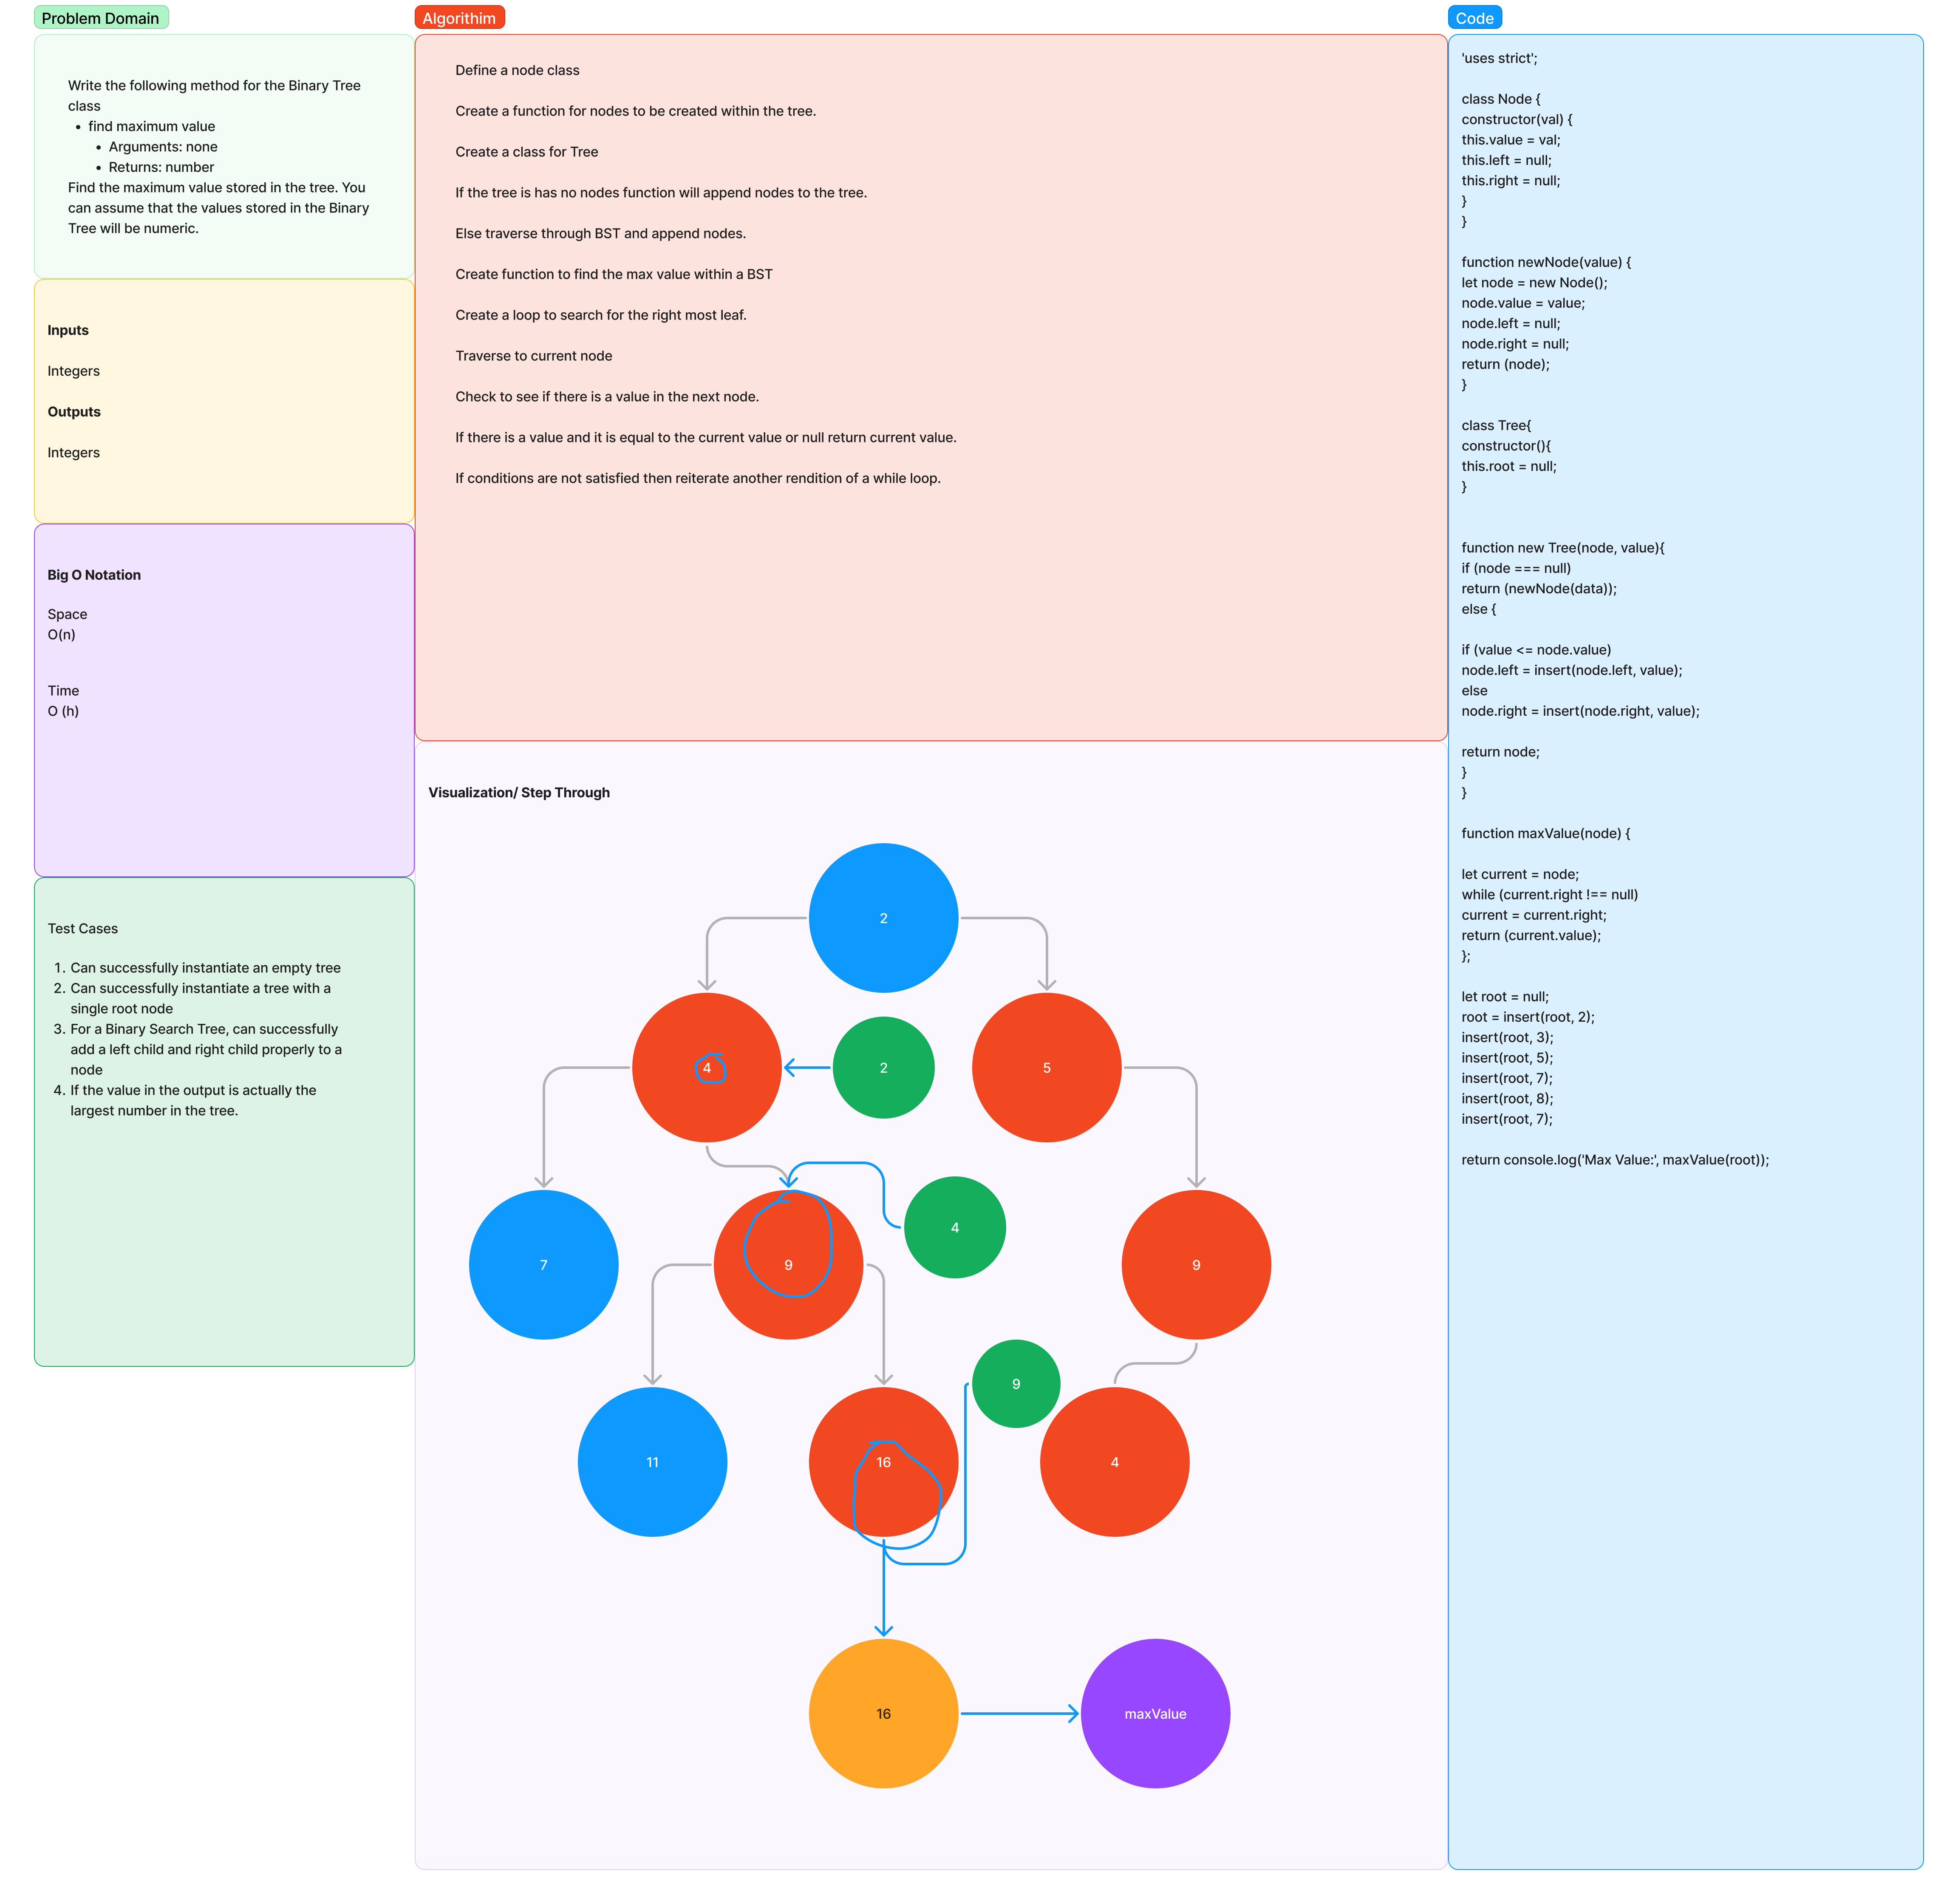 Problem Domain
Write the following method for the Binary Tree
class
• find maximum value
• Arguments: none
• Returns: number
Find the maximum value stored in the tree. You
can assume that the values stored in the Binary
Tree will be numeric.
Inputs
Integers
Outputs
Integers
Big O Notation
Space
O(n)
Time
O (h)
Test Cases
1. Can successfully instantiate an empty tree
2. Can successfully instantiate a tree with a
single root node
3. For a Binary Search Tree, can successfully
add a left child and right child properly to a
node
4. If the value in the output is actually the
largest number in the tree.
Algorithim
Define a node class
Create a function for nodes to be created within the tree.
Create a class for Tree
If the tree is has no nodes function will append nodes to the tree.
Else traverse through BST and append nodes.
Create function to find the max value within a BST
Create a loop to search for the right most leaf.
Traverse to current node
Check to see if there is a value in the next node.
If there is a value and it is equal to the current value or null return current value.
If conditions are not satisfied then reiterate another rendition of a while loop.
Visualization/ Step Through
2
4
2
5
4
7
9
9
9
11
16
4
16
maxValue
Code
'uses strict';
class Node {
constructor(val) {
this.value = val;
this.left = null;
this.right = null;
}
}
function newNode(value) {
let node = new Node();
node.value = value;
node.left = null;
node.right = null;
return (node);
}
class Tree{
constructor(){
this.root = null;
}
function new Tree(node, value){
if (node === null)
return (newNode(data));
else {
if (value <= node.value)
node.left = insert(node.left, value);
else
node.right = insert(node.right, value);
return node;
}
}
function maxValue(node) {
let current = node;
while (current.right !== null)
current = current.right;
return (current.value);
};
let root = null;
root = insert(root, 2);
insert(root, 3);
insert(root, 5);
insert(root, 7);
insert(root, 8);
insert(root, 7);
return console.log('Max Value:', maxValue(root));